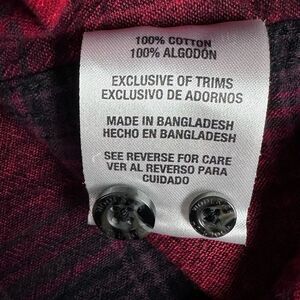 100% COTTON
100% ALGODÓN
EXCLUSIVE OF TRIMS
EXCLUSIVO DE ADORNOS
MADE IN BANGLADESH
HECHO EN BANGLADESH
SEE REVERSE FOR CARE
VER AL REVERSO PARA
CUIDADO